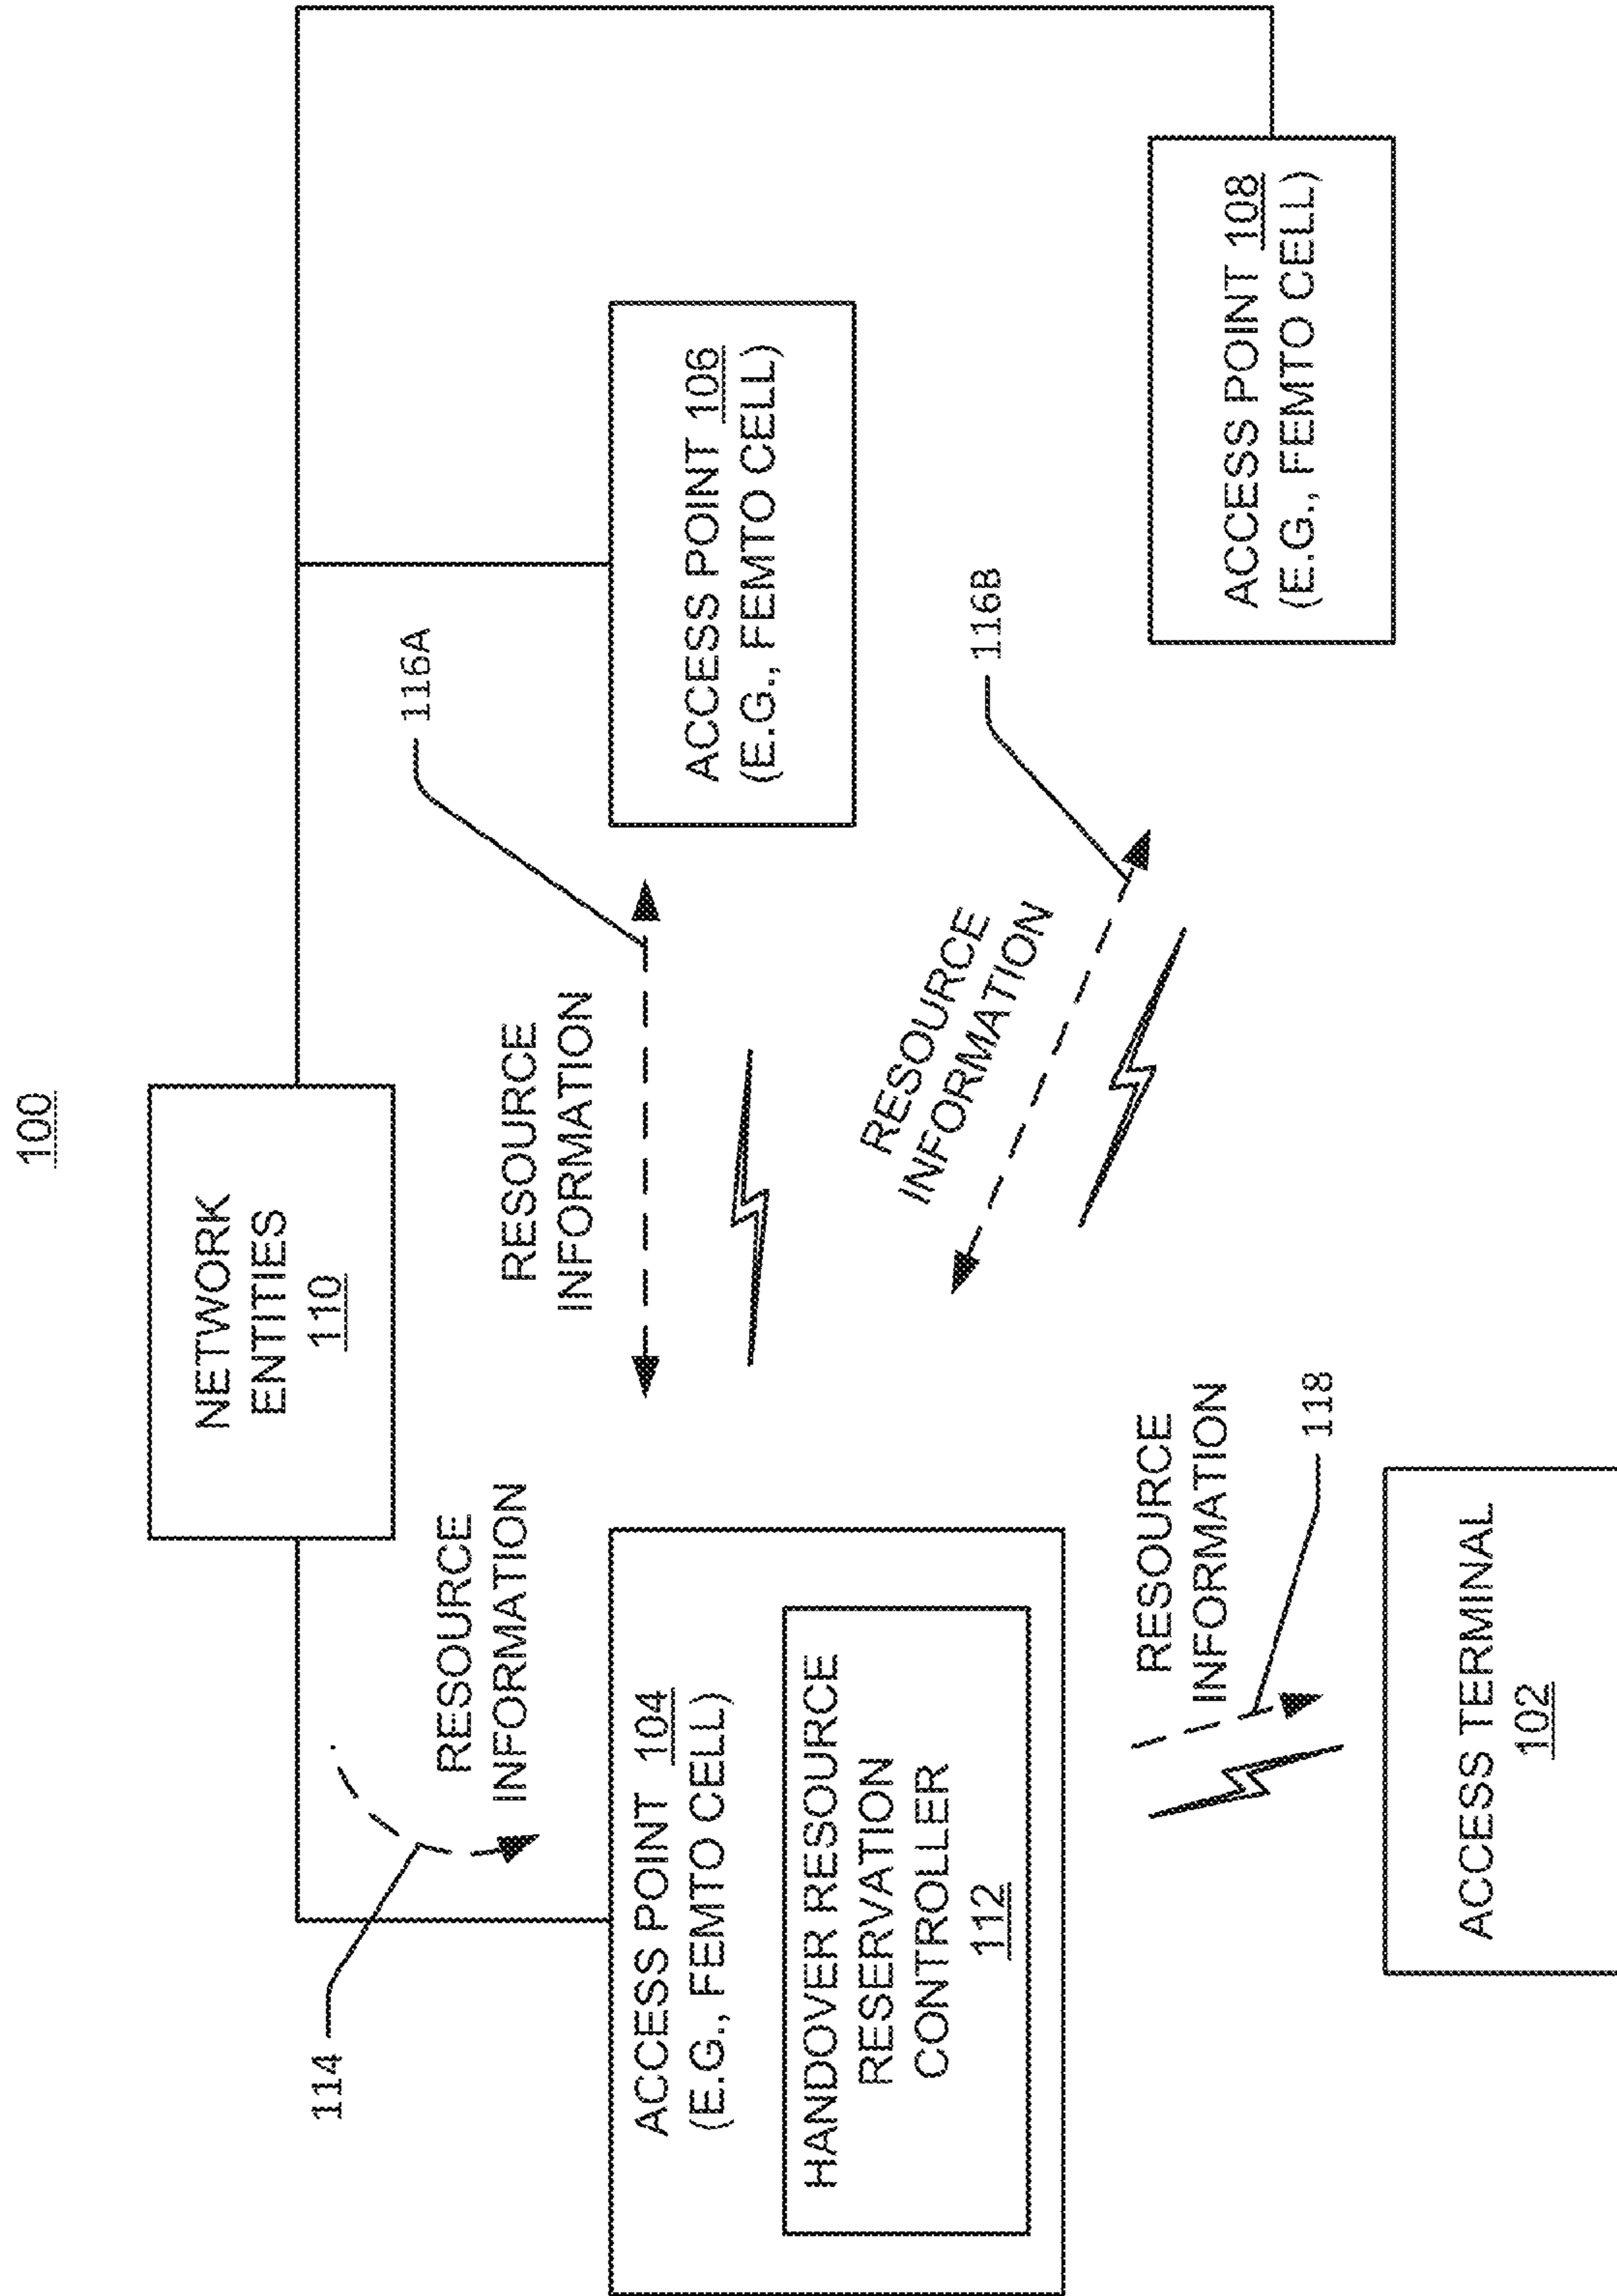 100
NETWORK
ENTITIES
110
114
RESOURCE
INFORMATION
116A
RESOURCE
INFORMATION
ACCESS POINT 104
(E.G., FEMTO CELL)
HANDOVER RESOURCE
RESERVATION
CONTROLLER
112
ACCESS POINT 106
(E.G., FEMTO CELL)
RESOURCE
INFORMATION
116B
RESOURCE
INFORMATION
118
ACCESS POINT 108
(E.G., FEMTO CELL)
ACCESS TERMINAL
102